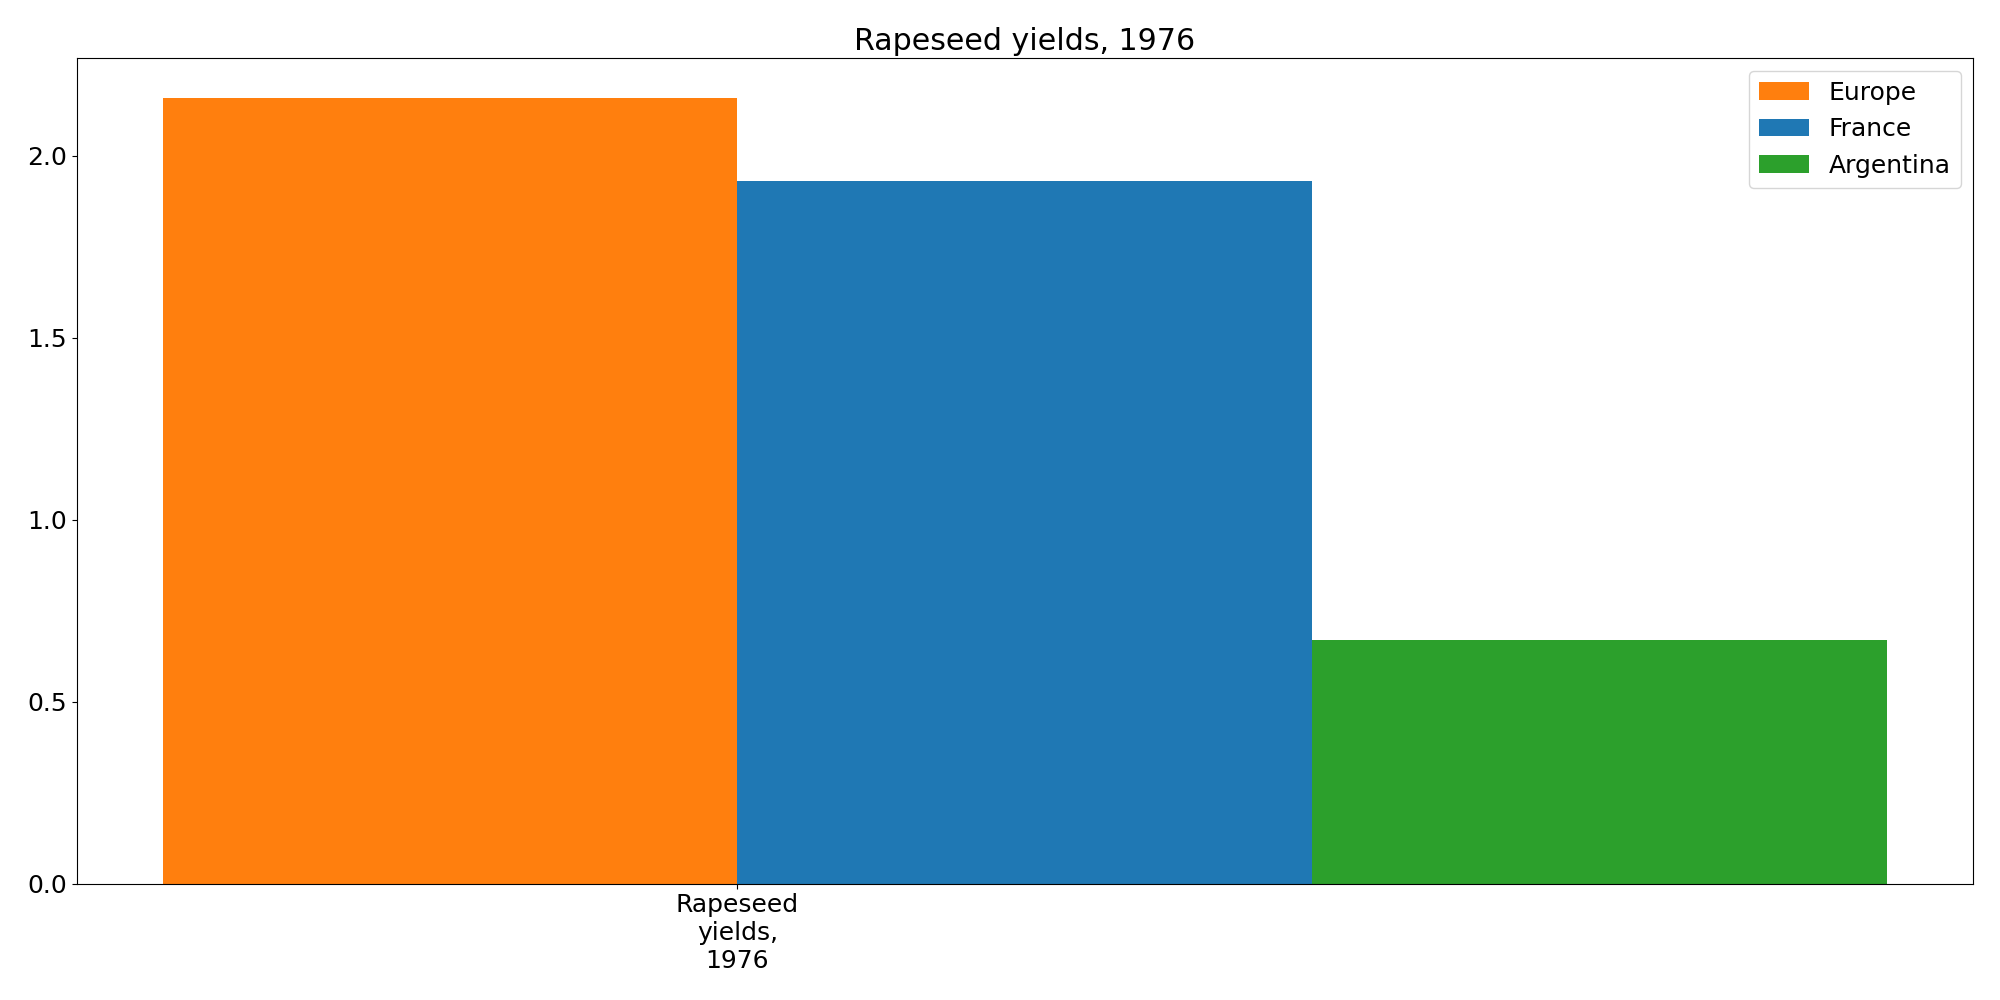 Rapeseed yields, 1976
Europe
France
Argentina
2.0
1.5
1.0
0.5
0.0
Rapeseed
yields,
1976